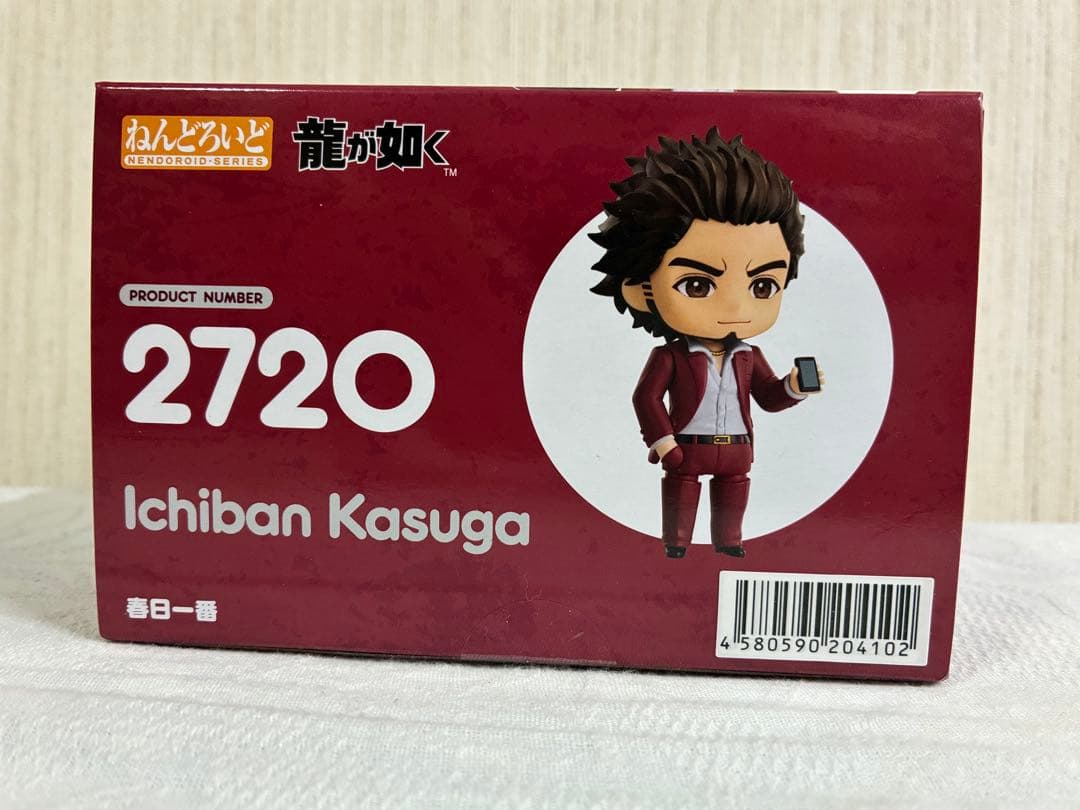 ねんどろいど
NENDOROID·SERIES
龍が如く
TM
PRODUCT NUMBER
2720
Ichiban Kasuga
春日一番
4 580590 204102